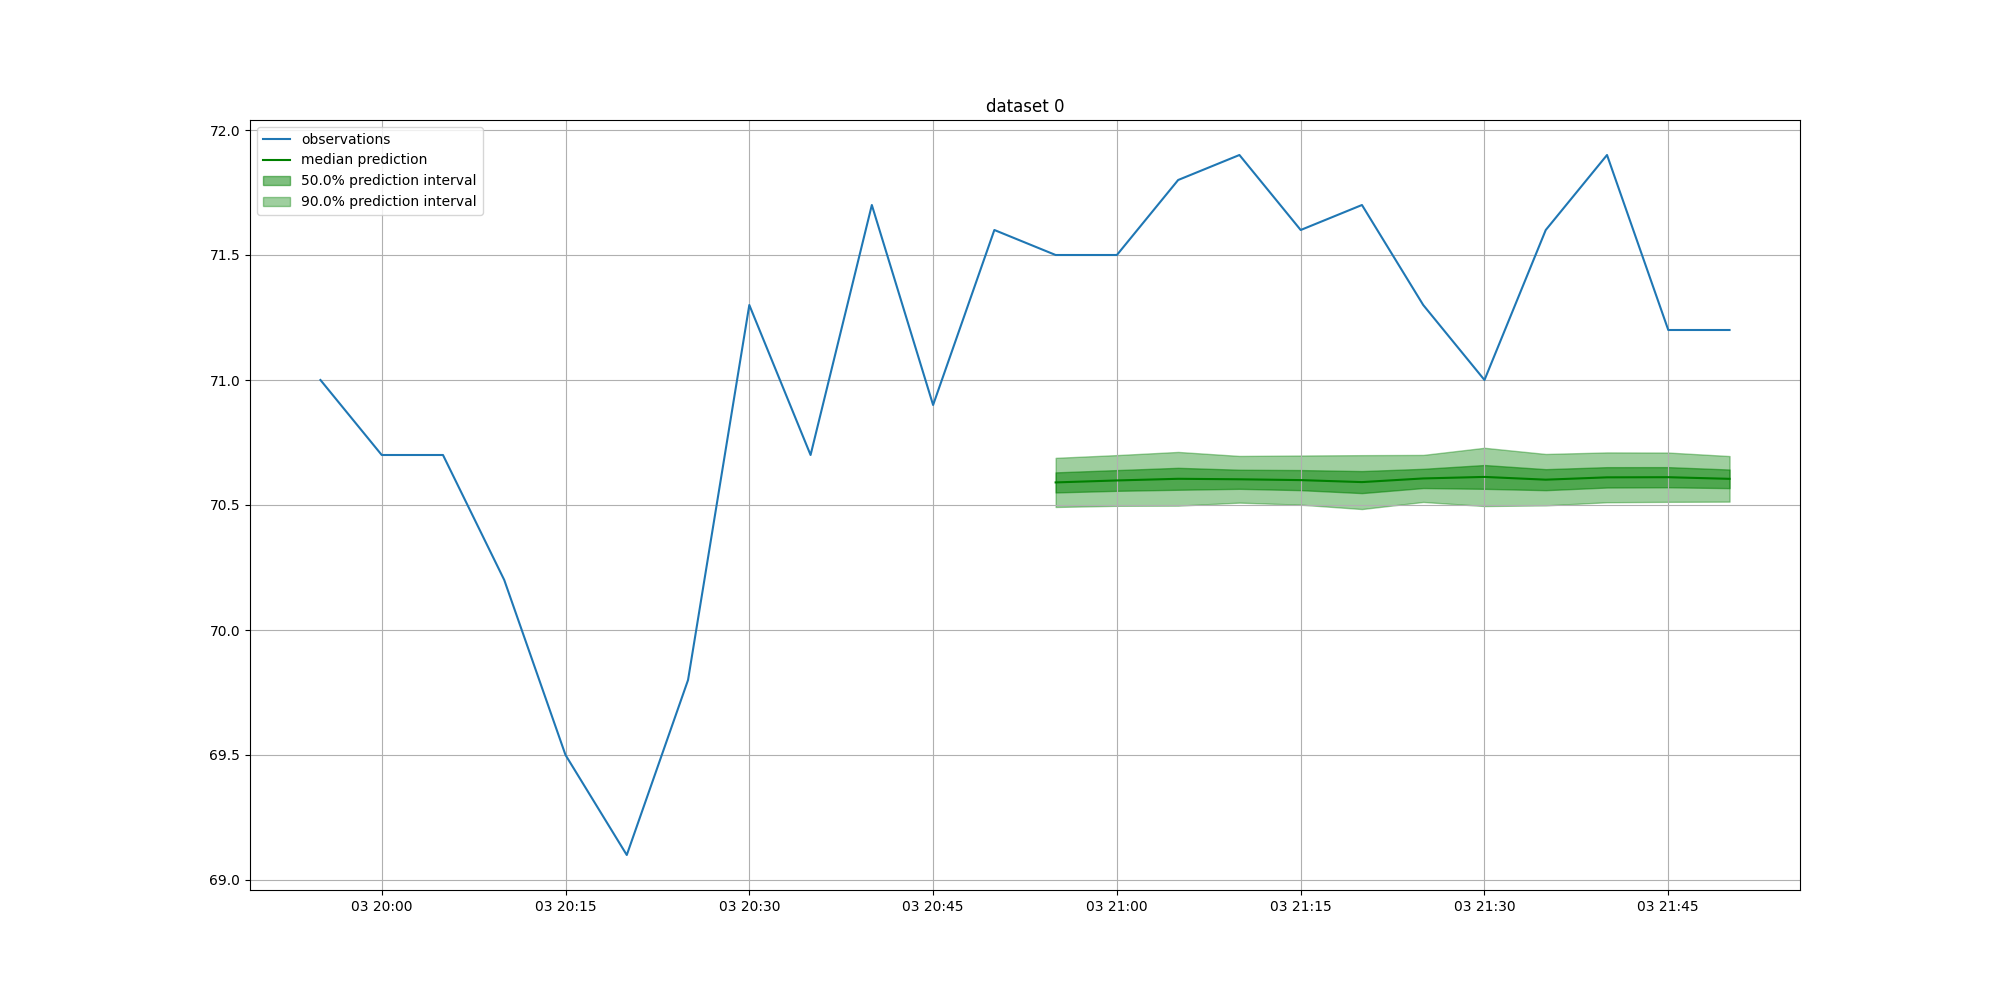 dataset 0
observations
median prediction
50.0% prediction interval
90.0% prediction interval
72.0
71.5
71.0
70.5
70.0
69.5
69.0
03 20:00 03 20:15 03 20:30 03 20:45 03 21:00 03 21:15 03 21:30 03 21:45